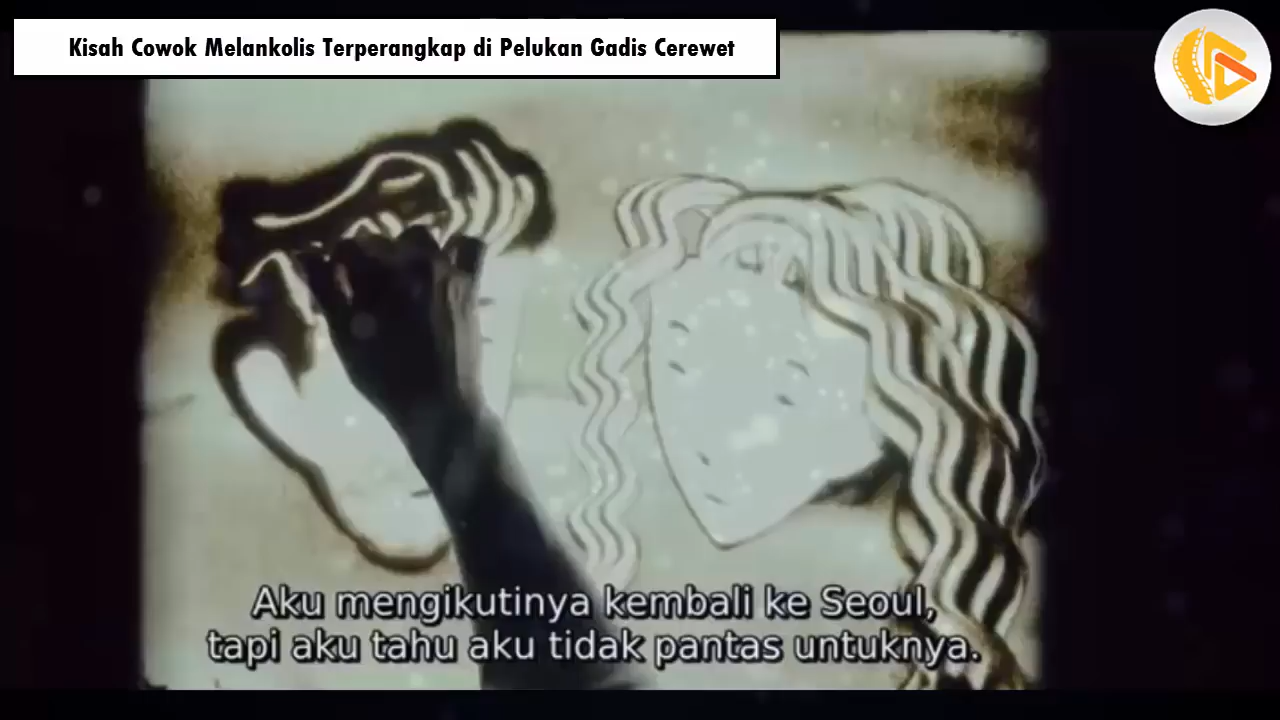 Kisah Cowok Melankolis Terperangkap di Pelukan Gadis Cerewet
Aku mengikutinya kembali ke Seoul,
tapi aku tahu aku tidak pantas untuknya.